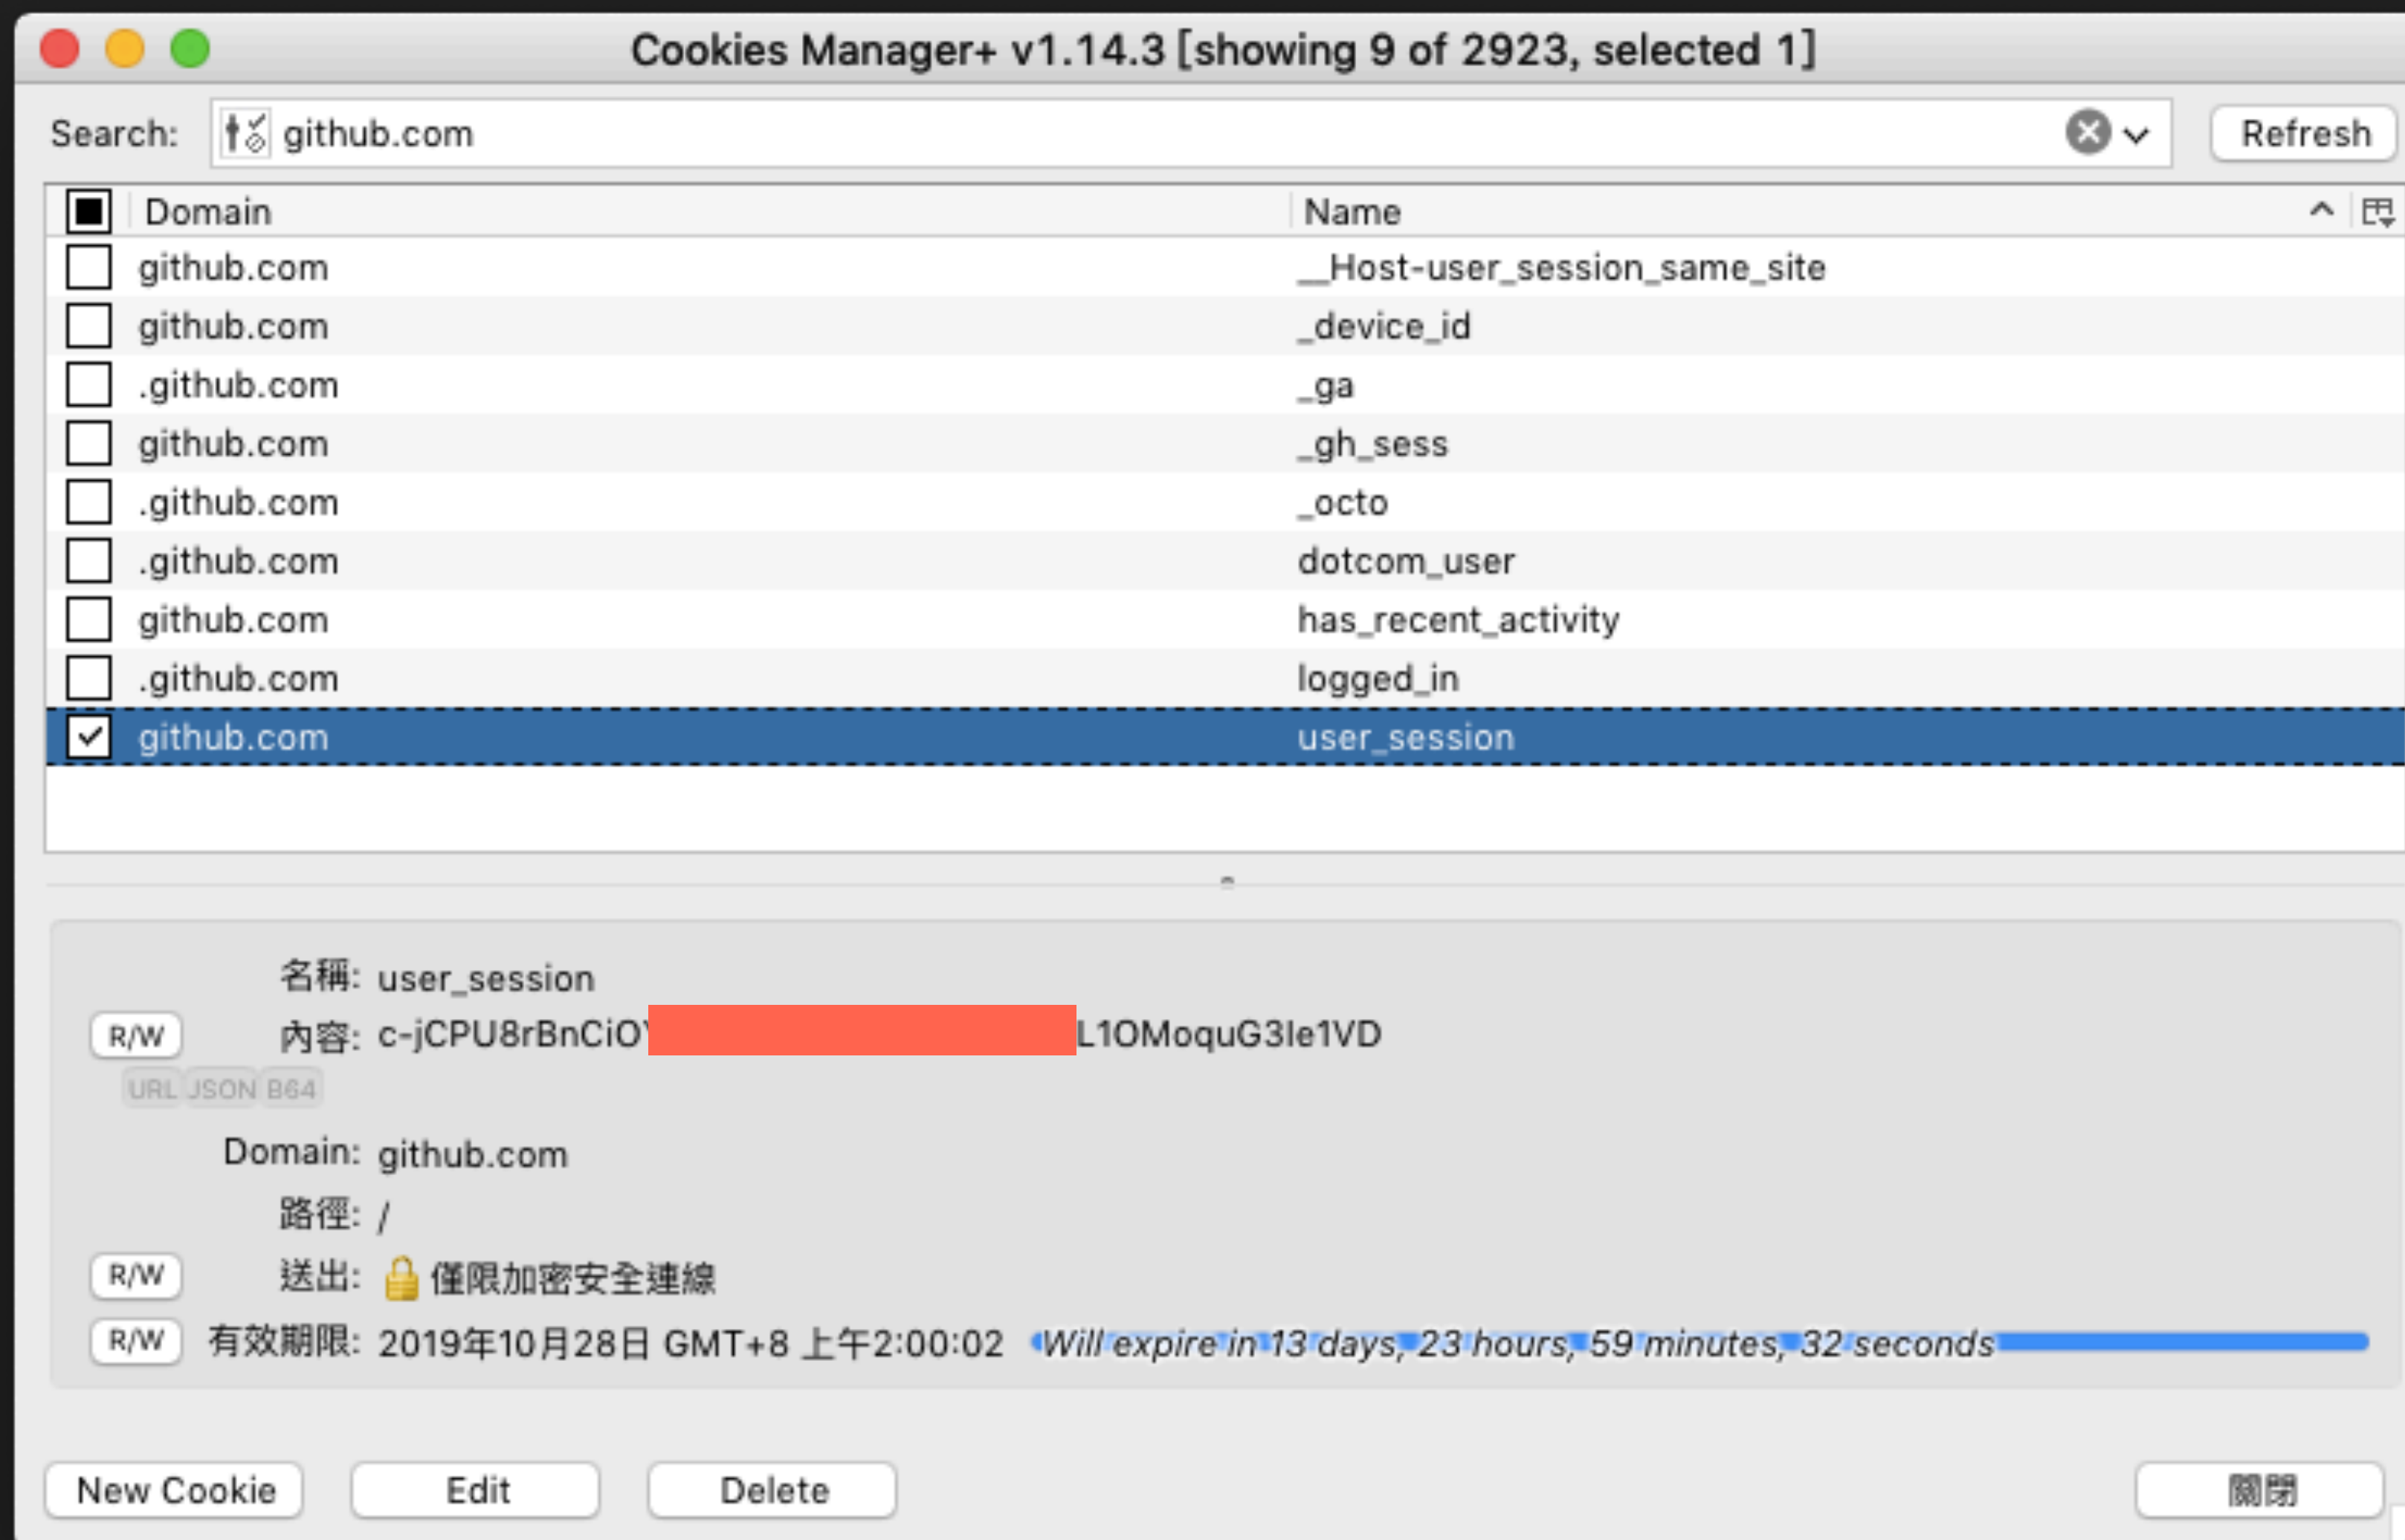 Cookies Manager+ v1.14.3 [showing 9 of 2923, selected 1]
Search: github.com Refresh
Domain Name
github.com __Host-user_session_same_site
github.com _device_id
.github.com _ga
github.com _gh_sess
.github.com _octo
.github.com dotcom_user
github.com has_recent_activity
.github.com logged_in
github.com user_session
名稱: user_session
R/W 內容: c-jCPU8rBnCiO L1OMoquG3Ie1VD
URL JSON B64
Domain: github.com
路徑: /
R/W 送出: 僅限加密安全連線
R/W 有效期限: 2019年10月28日 GMT+8 上午2:00:02 Will expire in 13 days, 23 hours, 59 minutes, 32 seconds
New Cookie Edit Delete 關閉